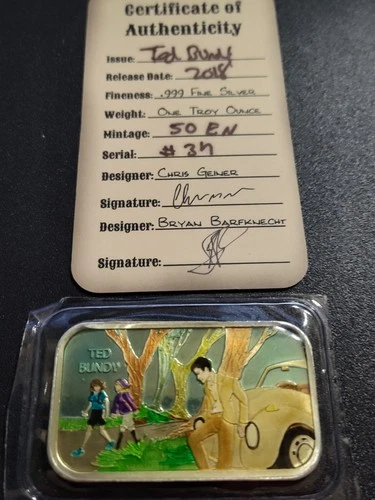 Certificate of
Authenticity
Issue: Ted Bundy
Release Date: 2018
Fineness: .999 Fine Silver
Weight: One Troy Ounce
Mintage: 50 EN
Serial: # 37
Designer: Chris Geiner
Signature:
Designer: Bryan Barfknecht
Signature:
TED
BUNDY